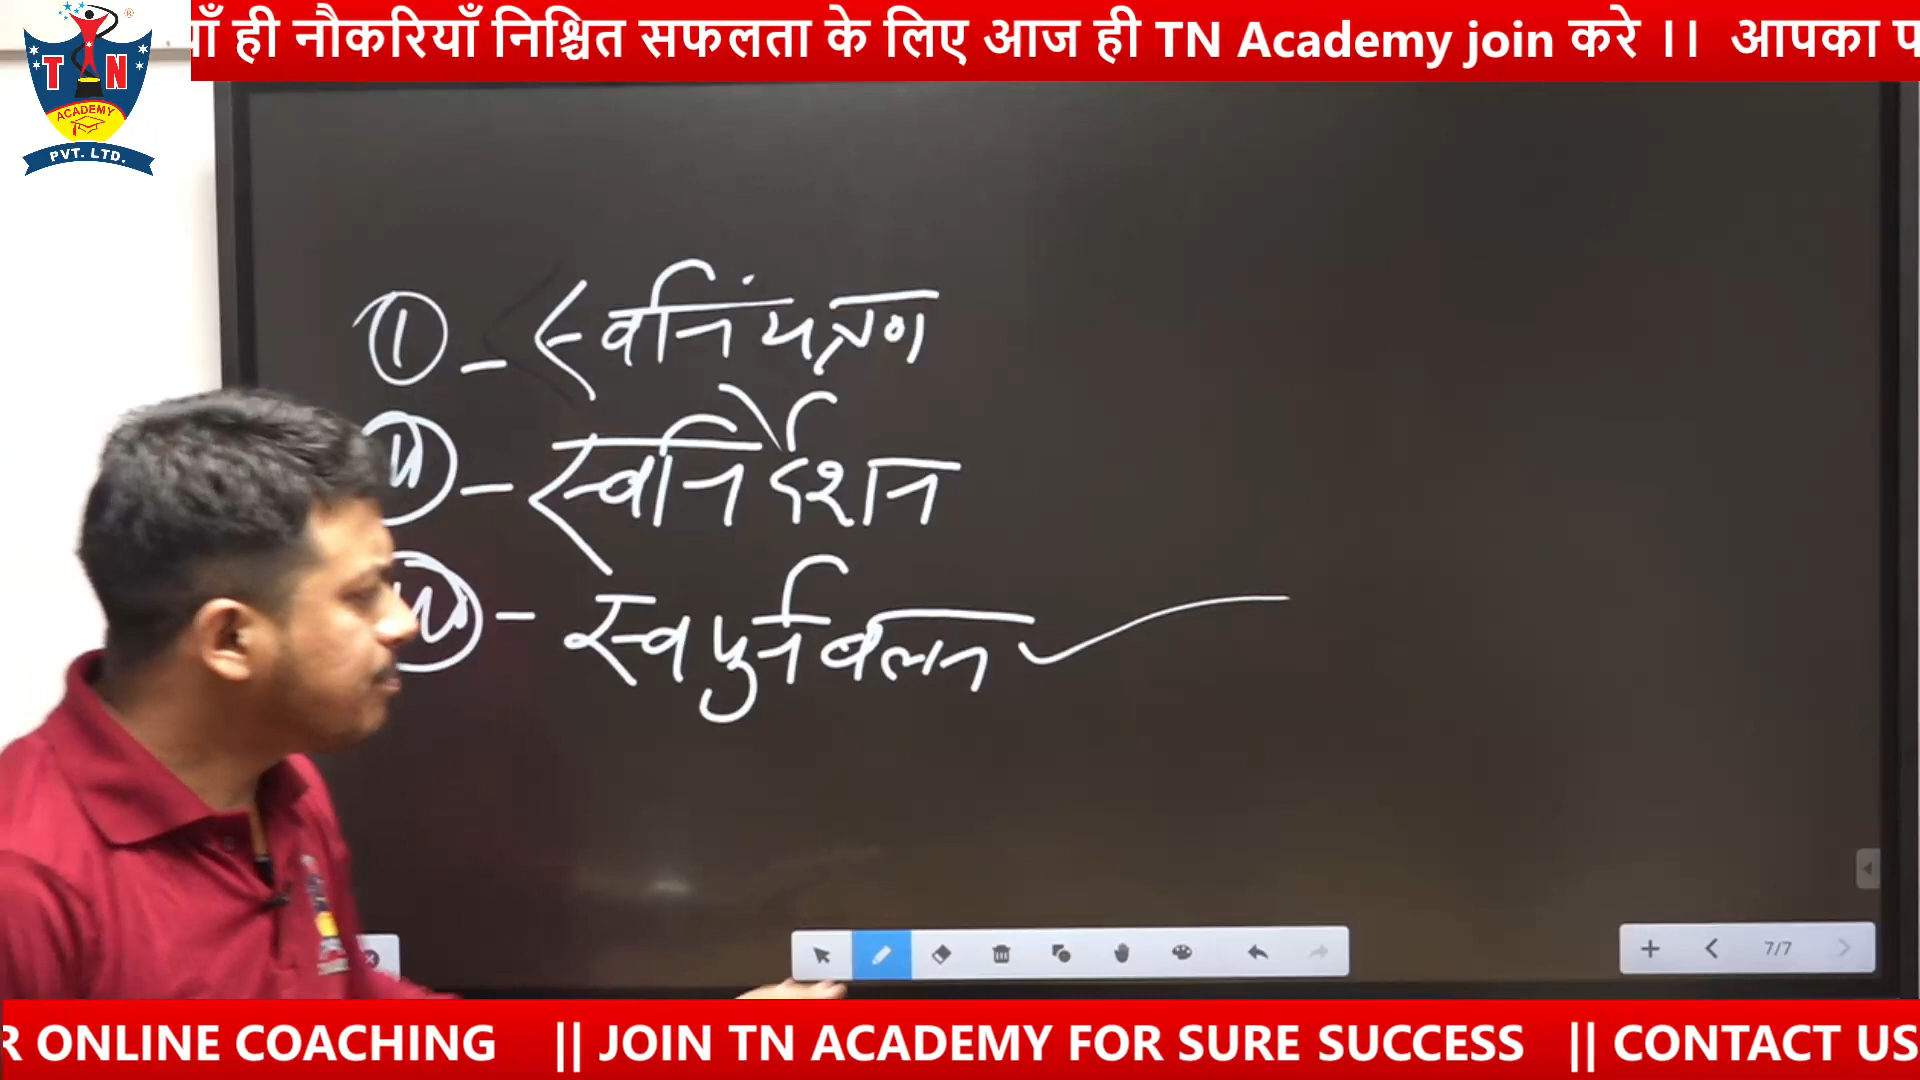 याँ ही नौकरियाँ निश्चित सफलता के लिए आज ही TN Academy join करे ।। आपका प
T N
ACADEMY
PVT. LTD.
① - स्वनियंत्रण
ⅱ - स्वनिर्देशन
ⅲ - स्वपुर्नबलन
7/7
R ONLINE COACHING || JOIN TN ACADEMY FOR SURE SUCCESS || CONTACT US